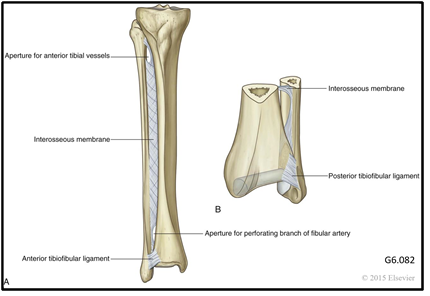 Aperture for anterior tibial vessels
Interosseous membrane
Anterior tibiofibular ligament
A
Interosseous membrane
Posterior tibiofibular ligament
B
Aperture for perforating branch of fibular artery
G6.082
© 2015 Elsevier